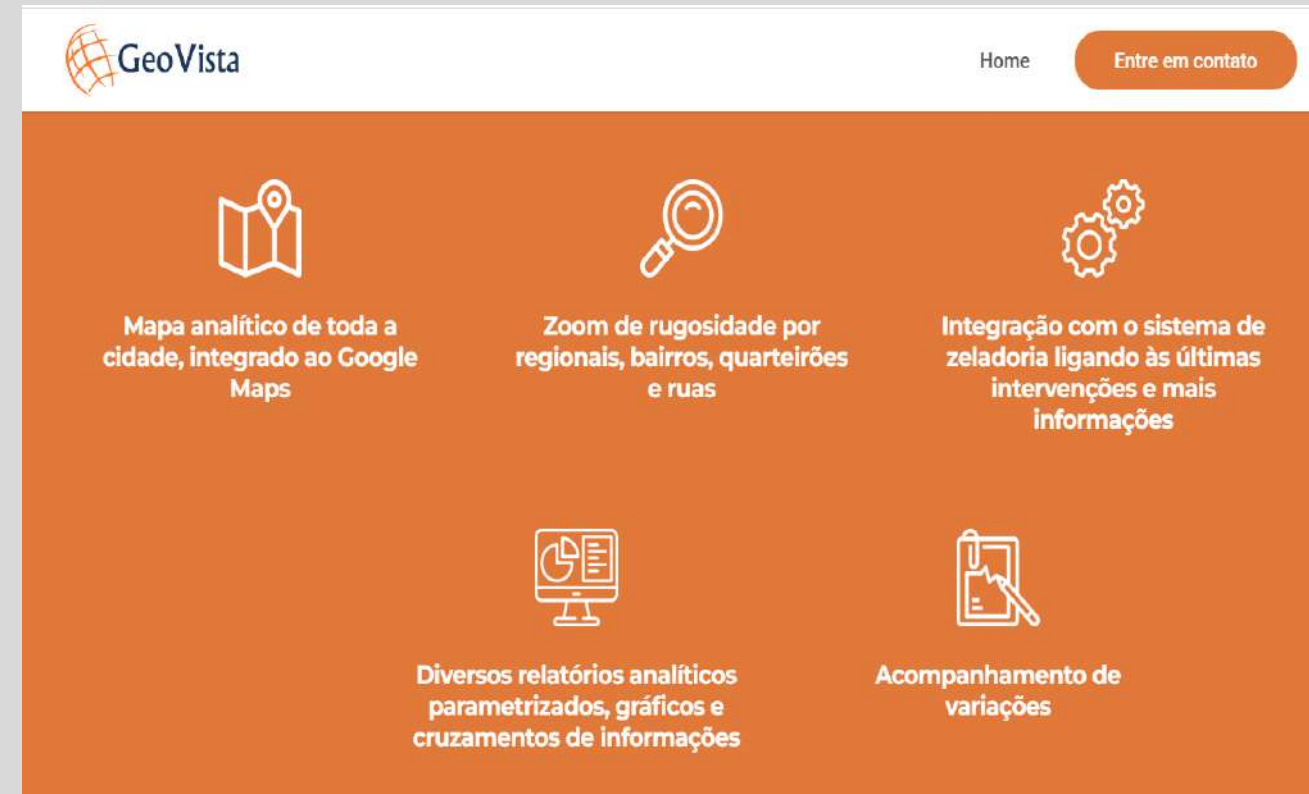 GeoVista
Home
Entre em contato
Mapa analítico de toda a
cidade, integrado ao Google
Maps
Zoom de rugosidade por
regionais, bairros, quarteirões
e ruas
Integração com o sistema de
zeladoria ligando às últimas
intervenções e mais
informações
Diversos relatórios analíticos
parametrizados, gráficos e
cruzamentos de informações
Acompanhamento de
variações